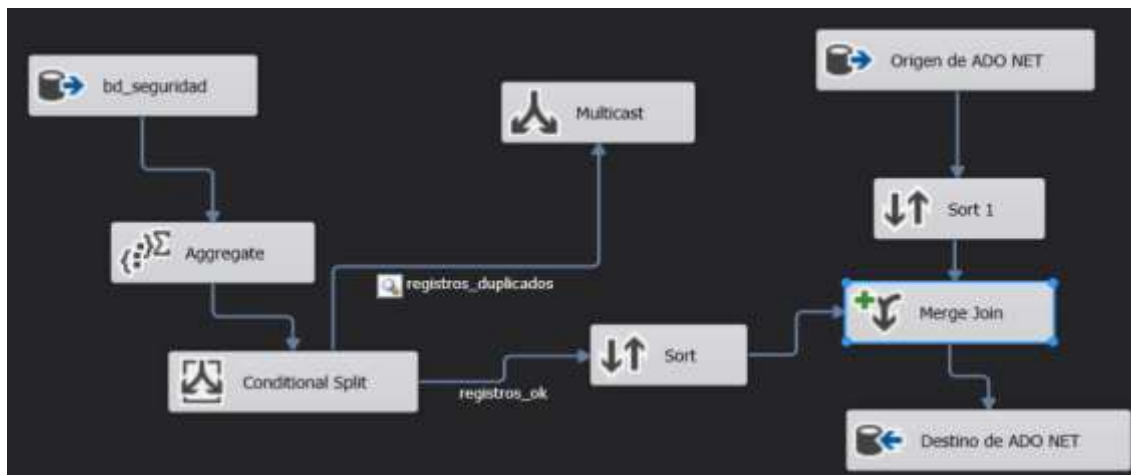 bd_seguridad
Aggregate
Conditional Split
registros_duplicados
Multicast
registros_ok
Sort
Origen de ADO NET
Sort 1
Merge Join
Destino de ADO NET